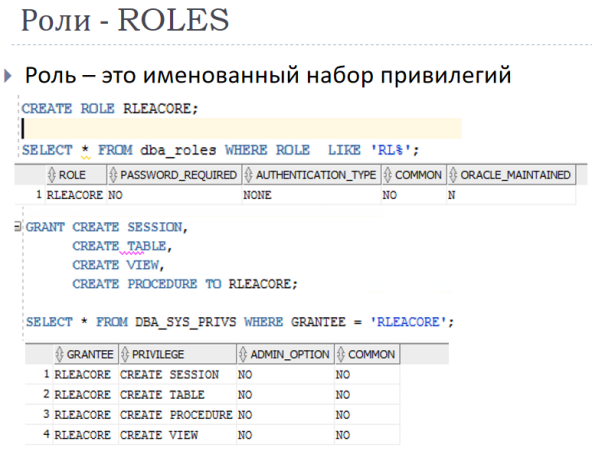 Роли - ROLES
Роль – это именованный набор привилегий
CREATE ROLE RLEACORE;
SELECT * FROM dba_roles WHERE ROLE LIKE 'RL%';
ROLE PASSWORD_REQUIRED AUTHENTICATION_TYPE COMMON ORACLE_MAINTAINED
1 RLEACORE NO NONE NO N
GRANT CREATE SESSION,
CREATE TABLE,
CREATE VIEW,
CREATE PROCEDURE TO RLEACORE;
SELECT * FROM DBA_SYS_PRIVS WHERE GRANTEE = 'RLEACORE';
GRANTEE PRIVILEGE ADMIN_OPTION COMMON
1 RLEACORE CREATE SESSION NO NO
2 RLEACORE CREATE TABLE NO NO
3 RLEACORE CREATE PROCEDURE NO NO
4 RLEACORE CREATE VIEW NO NO